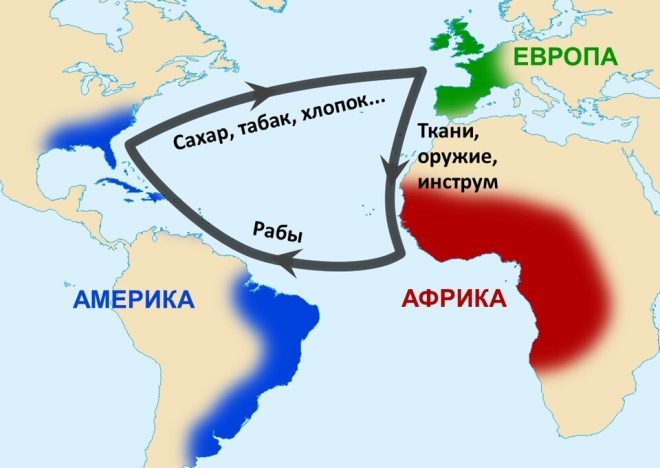 ЕВРОПА
Сахар, табак, хлопок...
Ткани,
оружие,
инструм
Рабы
АМЕРИКА
АФРИКА